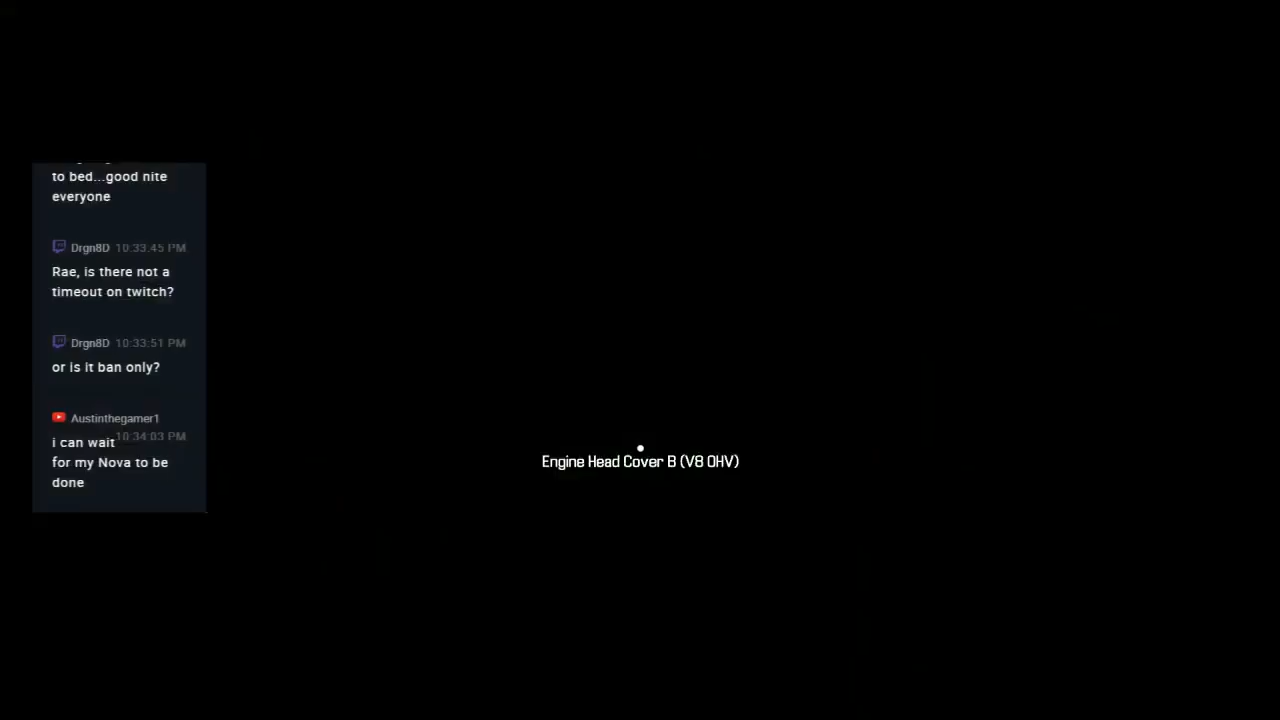 to bed...good nite
everyone
Drgn8D 10:33:45 PM
Rae, is there not a
timeout on twitch?
Drgn8D 10:33:51 PM
or is it ban only?
Austinthegamer1
10:34:03 PM
i can wait
for my Nova to be
done
Engine Head Cover B (V8 OHV)